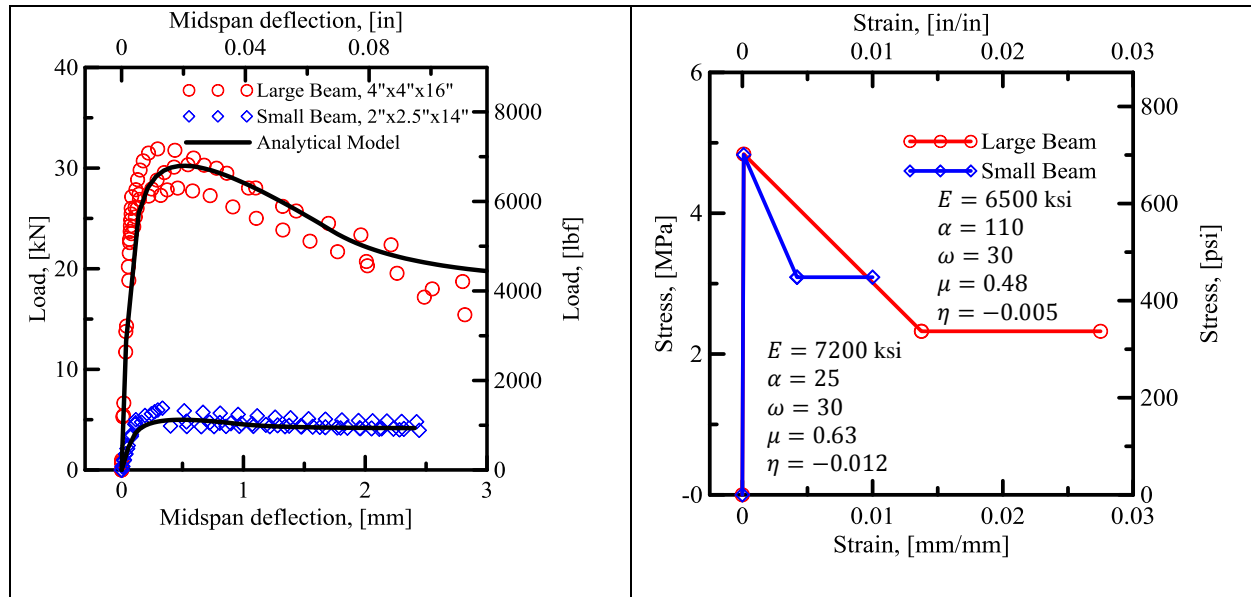 Midspan deflection, [in]
0 0.04 0.08
40
30
20
10
0
Load, [kN]
Large Beam, 4"x4"x16"
Small Beam, 2"x2.5"x14"
Analytical Model
8000
6000
4000
2000
0
Load, [lbf]
0 1 2 3
Midspan deflection, [mm]
Strain, [in/in]
0 0.01 0.02 0.03
6
4
2
-0
Stress, [MPa]
Large Beam
Small Beam
E = 6500 ksi
α = 110
ω = 30
μ = 0.48
η = −0.005
E = 7200 ksi
α = 25
ω = 30
μ = 0.63
η = −0.012
800
600
400
200
0
Stress, [psi]
0 0.01 0.02 0.03
Strain, [mm/mm]